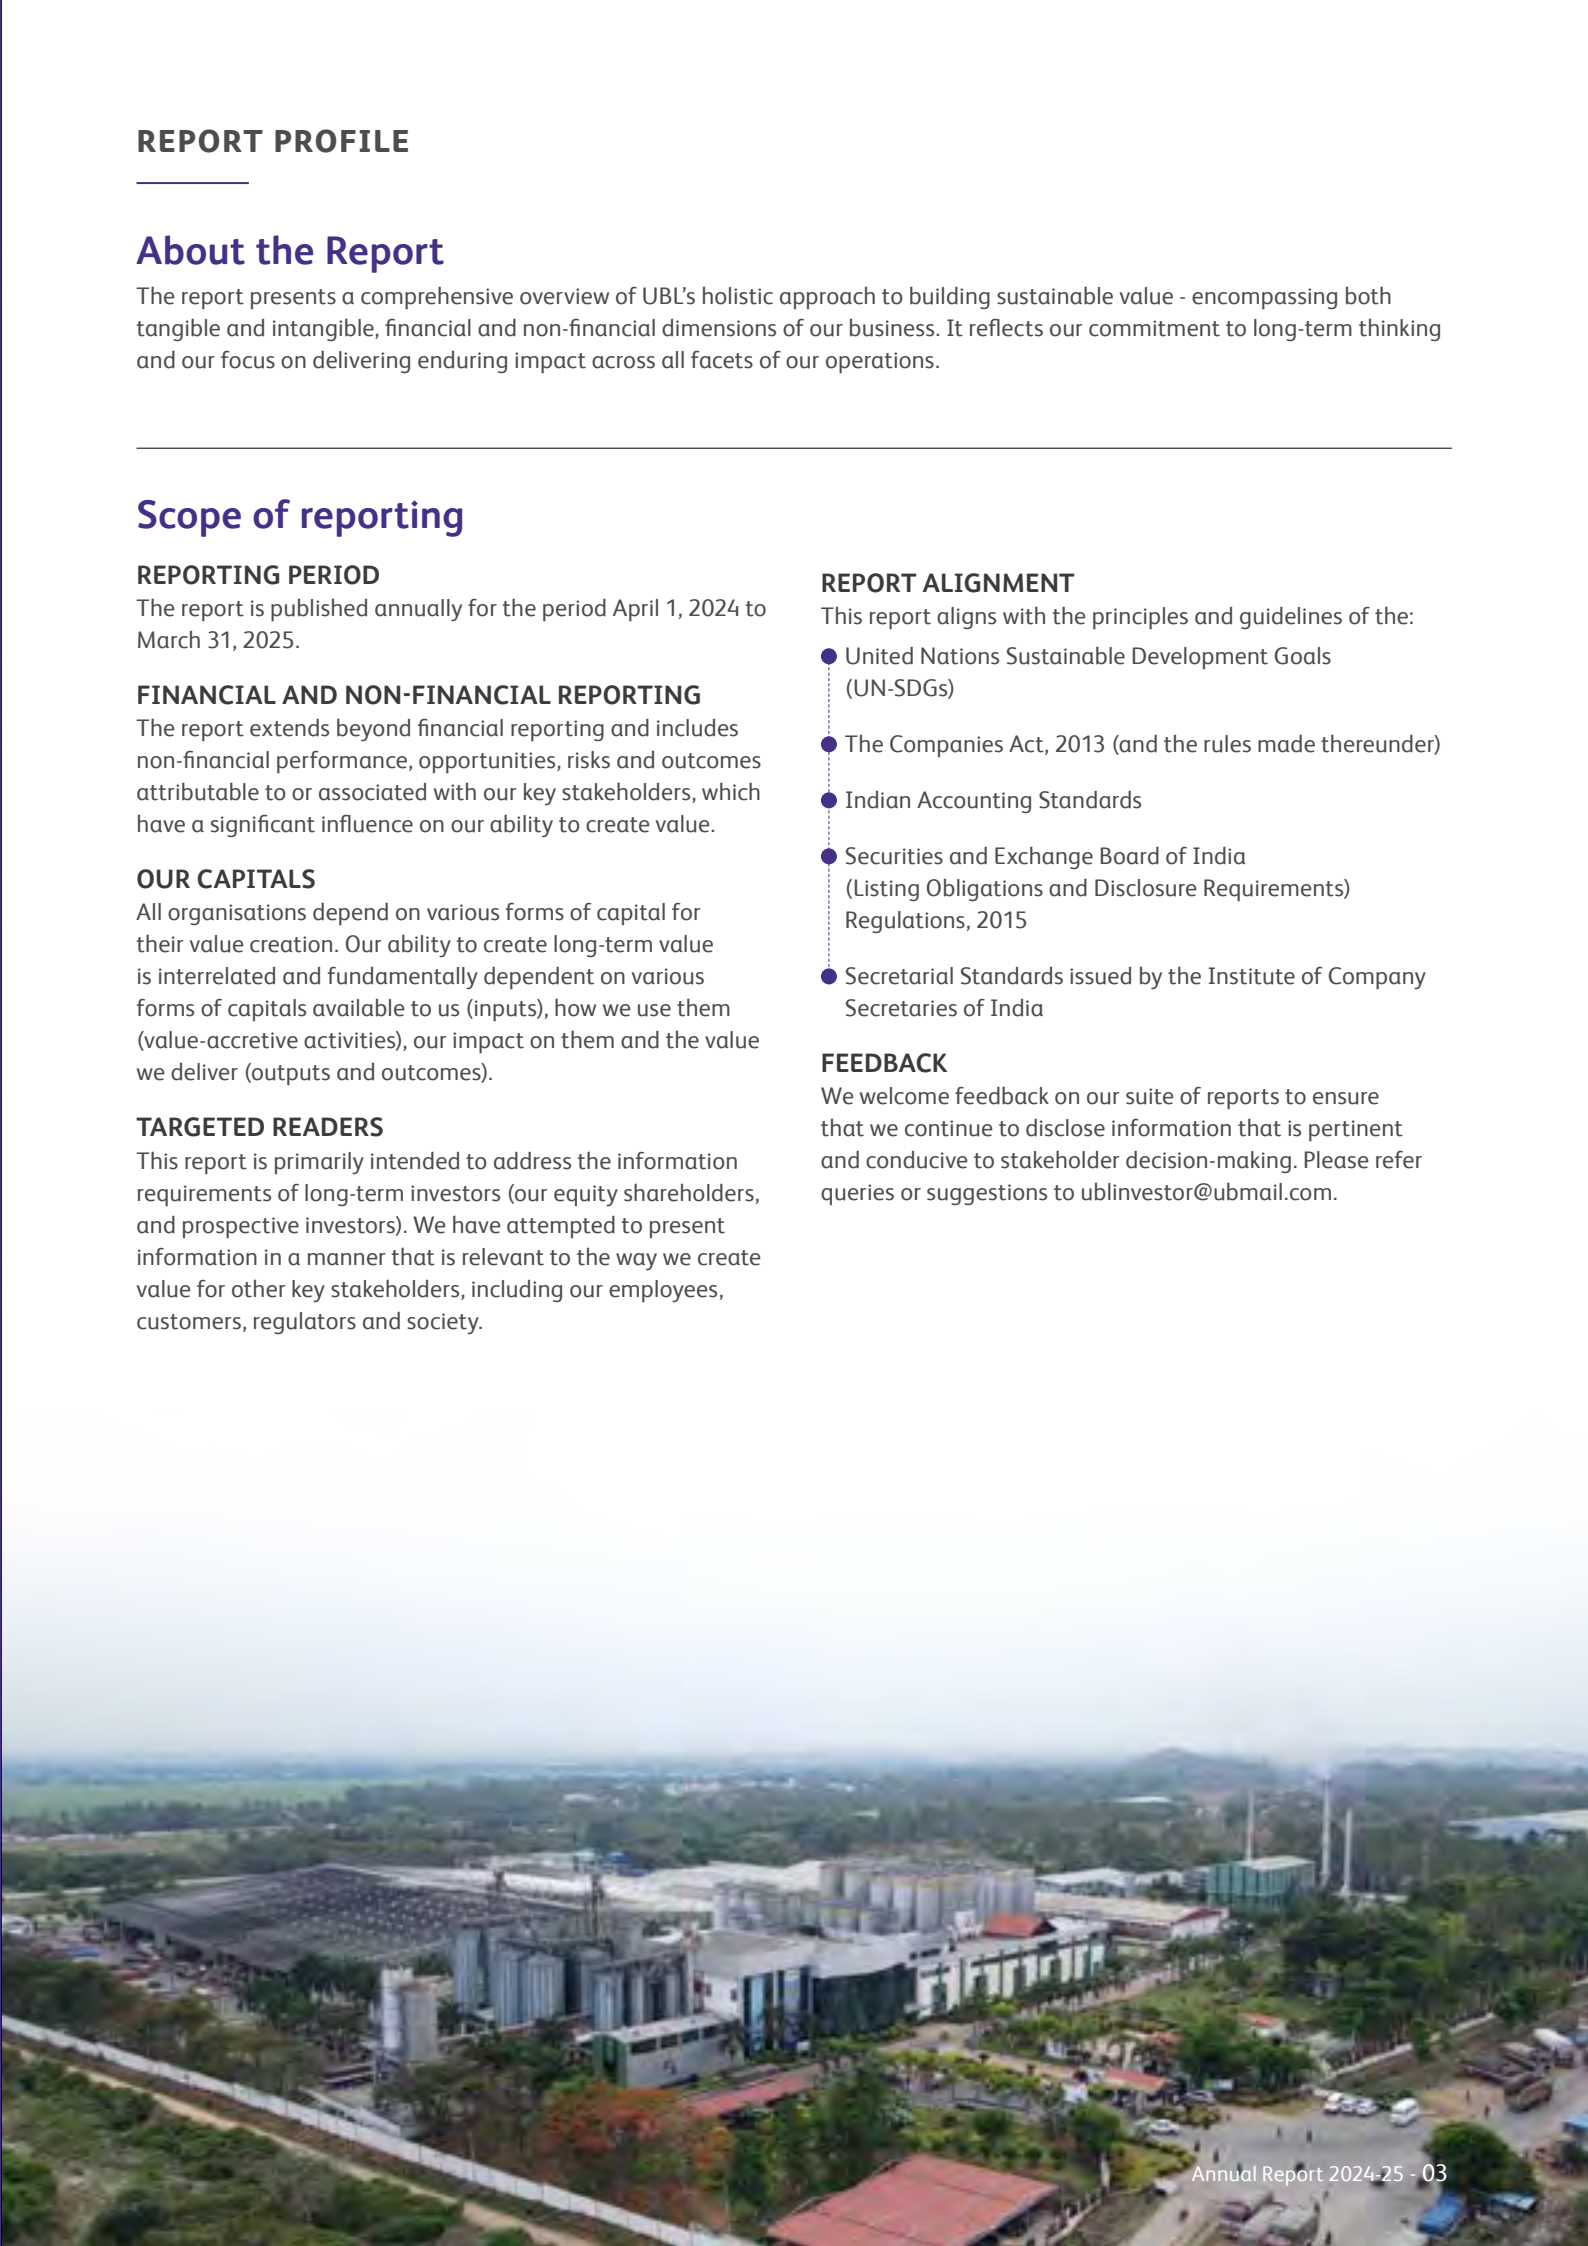 REPORT PROFILE
About the Report
The report presents a comprehensive overview of UBL’s holistic approach to building sustainable value - encompassing both
tangible and intangible, financial and non-financial dimensions of our business. It reflects our commitment to long-term thinking
and our focus on delivering enduring impact across all facets of our operations.
Scope of reporting
REPORTING PERIOD
The report is published annually for the period April 1, 2024 to
March 31, 2025.
FINANCIAL AND NON-FINANCIAL REPORTING
The report extends beyond financial reporting and includes
non-financial performance, opportunities, risks and outcomes
attributable to or associated with our key stakeholders, which
have a significant influence on our ability to create value.
OUR CAPITALS
All organisations depend on various forms of capital for
their value creation. Our ability to create long-term value
is interrelated and fundamentally dependent on various
forms of capitals available to us (inputs), how we use them
(value-accretive activities), our impact on them and the value
we deliver (outputs and outcomes).
TARGETED READERS
This report is primarily intended to address the information
requirements of long-term investors (our equity shareholders,
and prospective investors). We have attempted to present
information in a manner that is relevant to the way we create
value for other key stakeholders, including our employees,
customers, regulators and society.
REPORT ALIGNMENT
This report aligns with the principles and guidelines of the:
United Nations Sustainable Development Goals
(UN-SDGs)
The Companies Act, 2013 (and the rules made thereunder)
Indian Accounting Standards
Securities and Exchange Board of India
(Listing Obligations and Disclosure Requirements)
Regulations, 2015
Secretarial Standards issued by the Institute of Company
Secretaries of India
FEEDBACK
We welcome feedback on our suite of reports to ensure
that we continue to disclose information that is pertinent
and conducive to stakeholder decision-making. Please refer
queries or suggestions to ublinvestor@ubmail.com.
Annual Report 2024-25 - 03